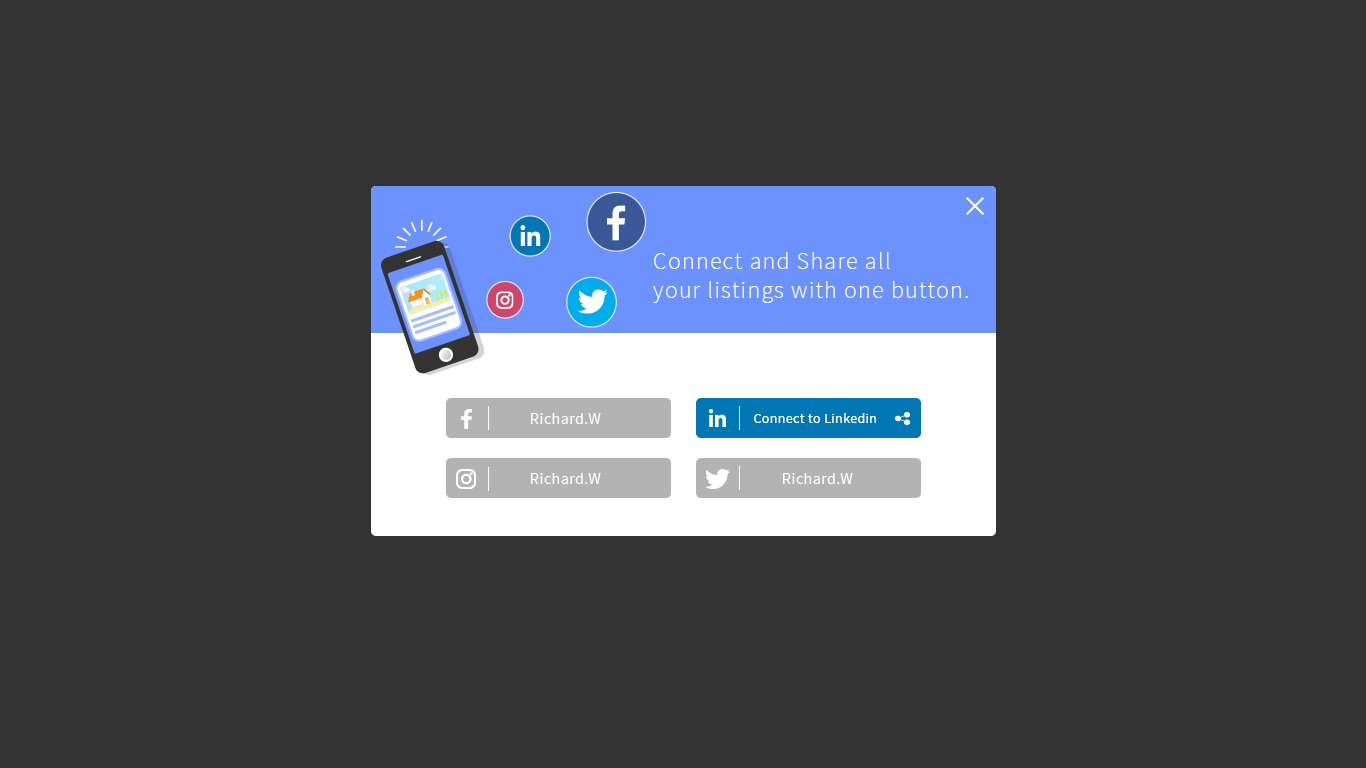 Connect and Share all
your listings with one button.
Richard.W
Connect to Linkedin
Richard.W
Richard.W